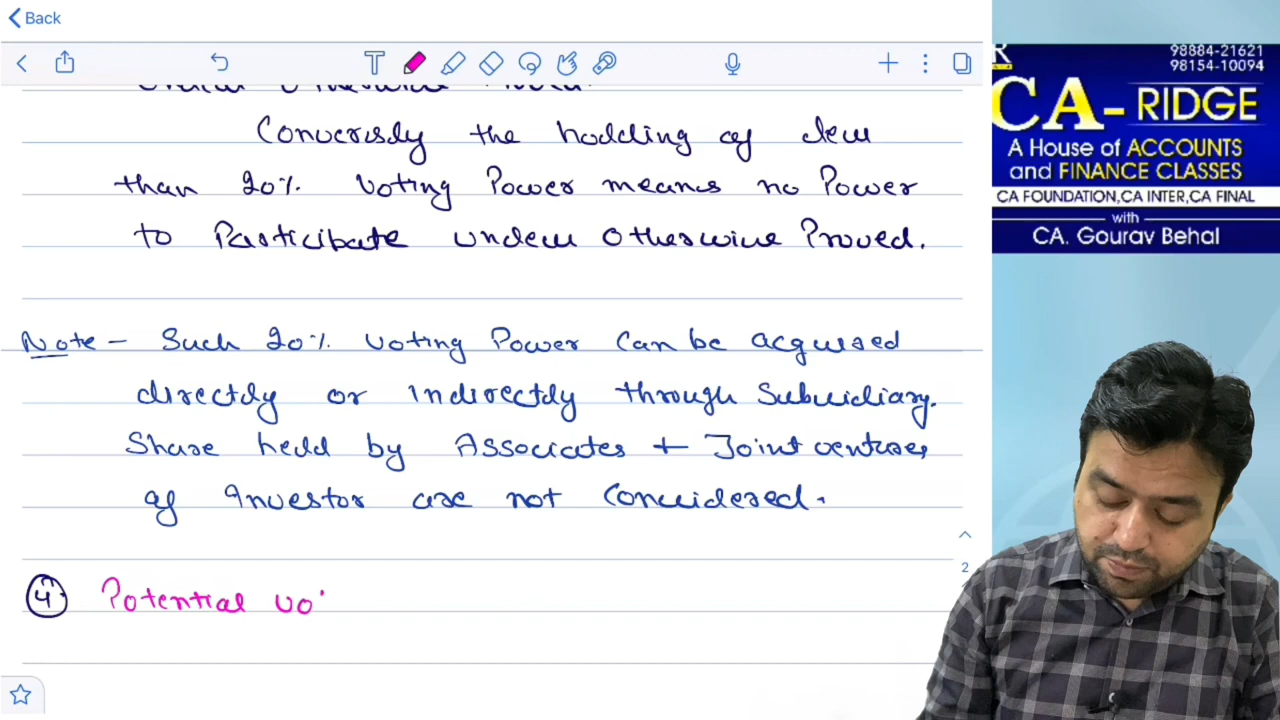 Back
Conversely the holding of less
than 20% voting Power means no Power
to Participate unless Otherwise Proved.
Note - Such 20% voting Power can be acquired
directly or Indirectly through Subsidiary.
Share held by Associates + Joint ventures
of Investor are not Considered.
2
4 Potential vo
R
98884-21621
98154-10094
CA- RIDGE
A House of ACCOUNTS
and FINANCE CLASSES
CA FOUNDATION,CA INTER,CA FINAL
with
CA. Gourav Behal